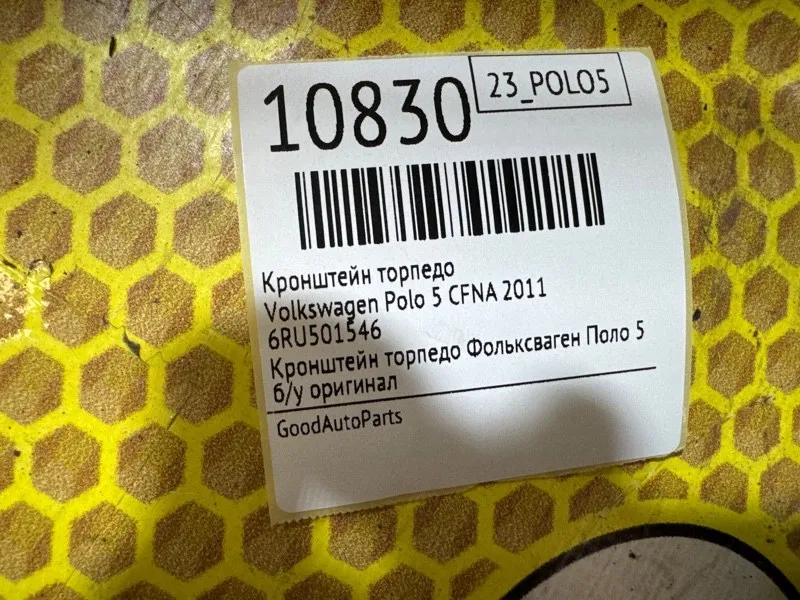 10830
23_POLO5
Кронштейн торпедо
Volkswagen Polo 5 CFNA 2011
6RU501546
Кронштейн торпедо Фольксваген Поло 5
б/у оригинал
GoodAutoParts